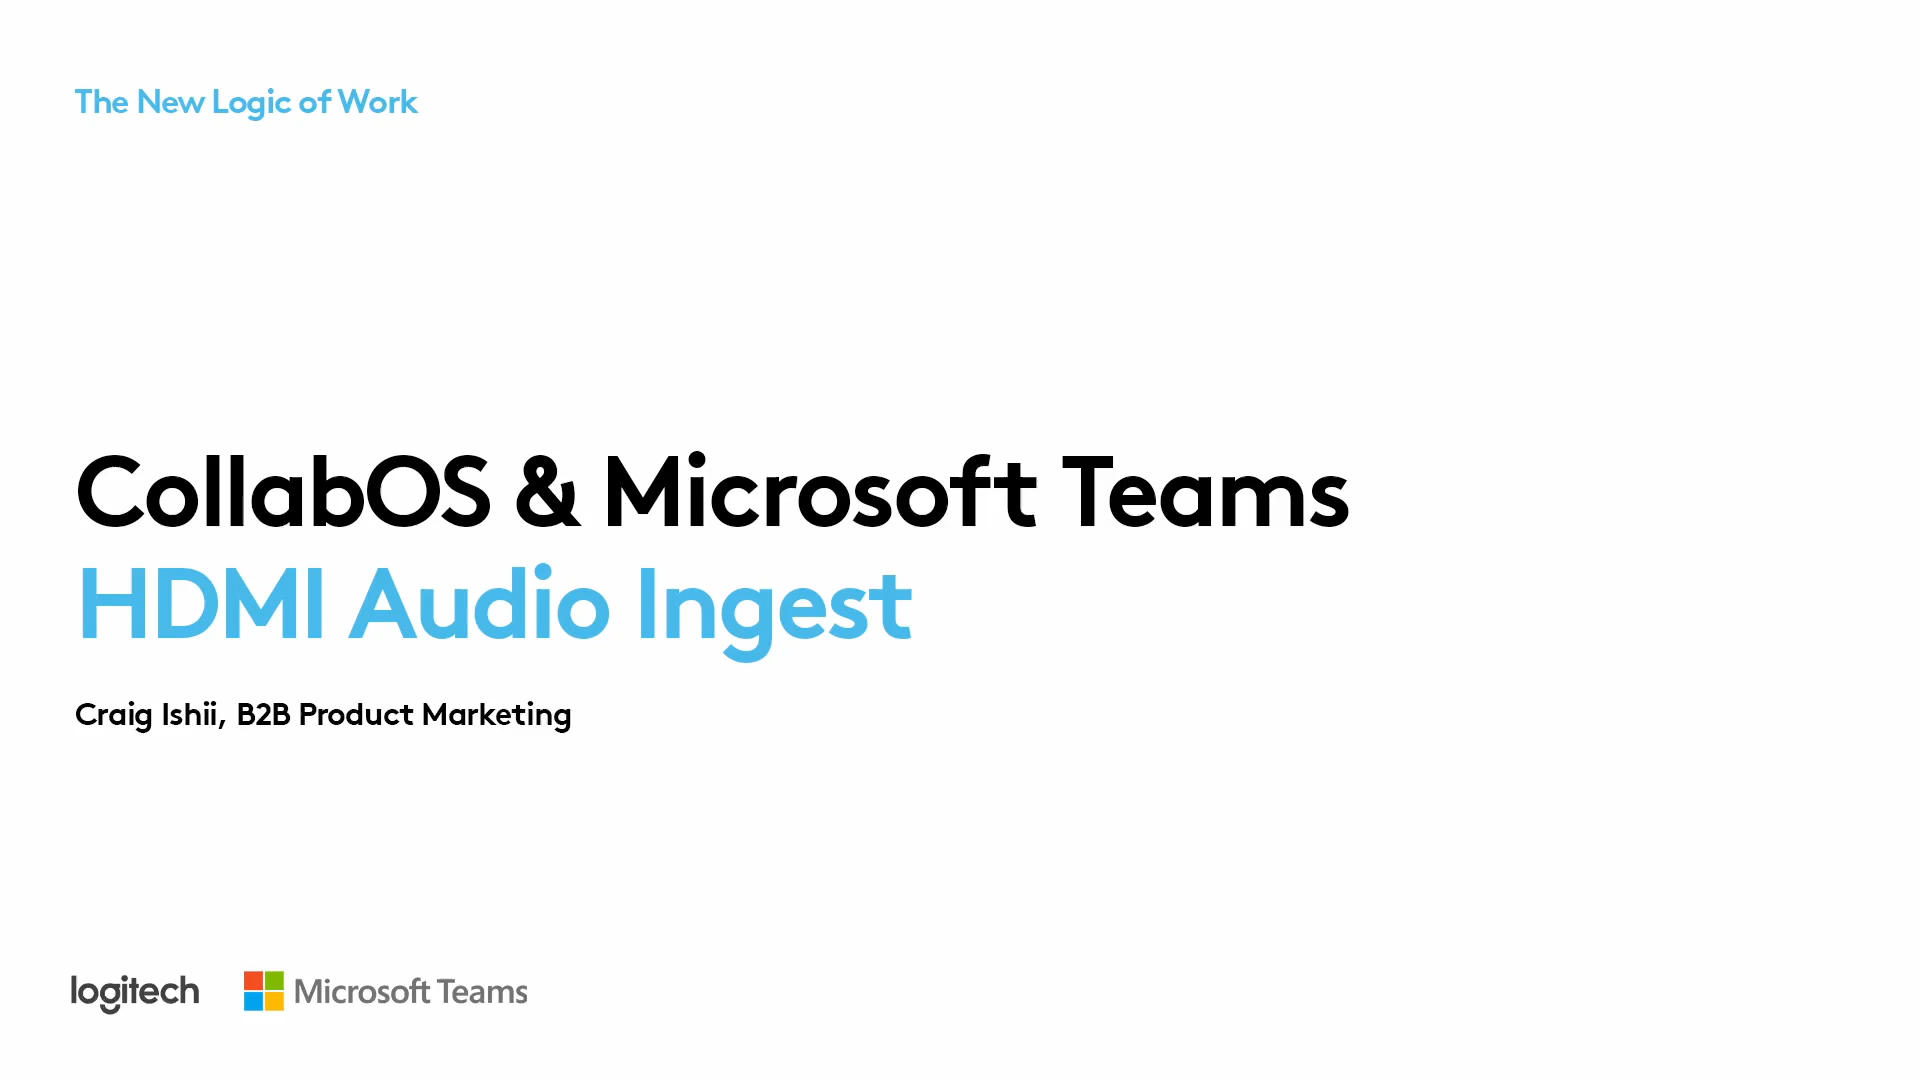 The New Logic of Work
CollabOS & Microsoft Teams
HDMI Audio Ingest
Craig Ishii, B2B Product Marketing
logitech
Microsoft Teams